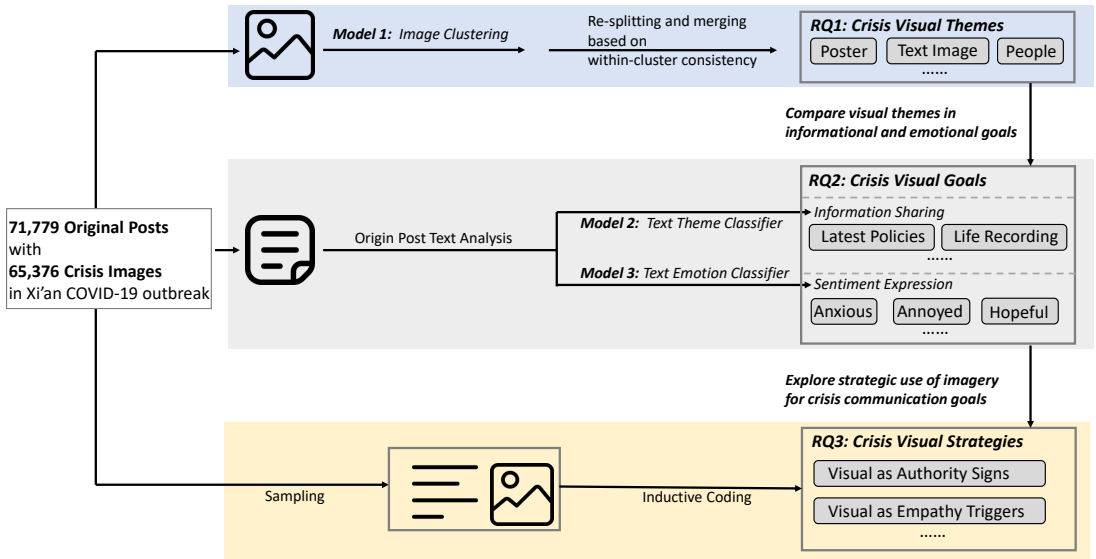 Model 1: Image Clustering
Re-splitting and merging
based on
within-cluster consistency
RQ1: Crisis Visual Themes
Poster
Text Image
People
......
Compare visual themes in
informational and emotional goals
71,779 Original Posts
with
65,376 Crisis Images
in Xi'an COVID-19 outbreak
Origin Post Text Analysis
Model 2: Text Theme Classifier
Model 3: Text Emotion Classifier
RQ2: Crisis Visual Goals
Information Sharing
Latest Policies
Life Recording
......
Sentiment Expression
Anxious
Annoyed
Hopeful
......
Explore strategic use of imagery
for crisis communication goals
Sampling
Inductive Coding
RQ3: Crisis Visual Strategies
Visual as Authority Signs
Visual as Empathy Triggers
......